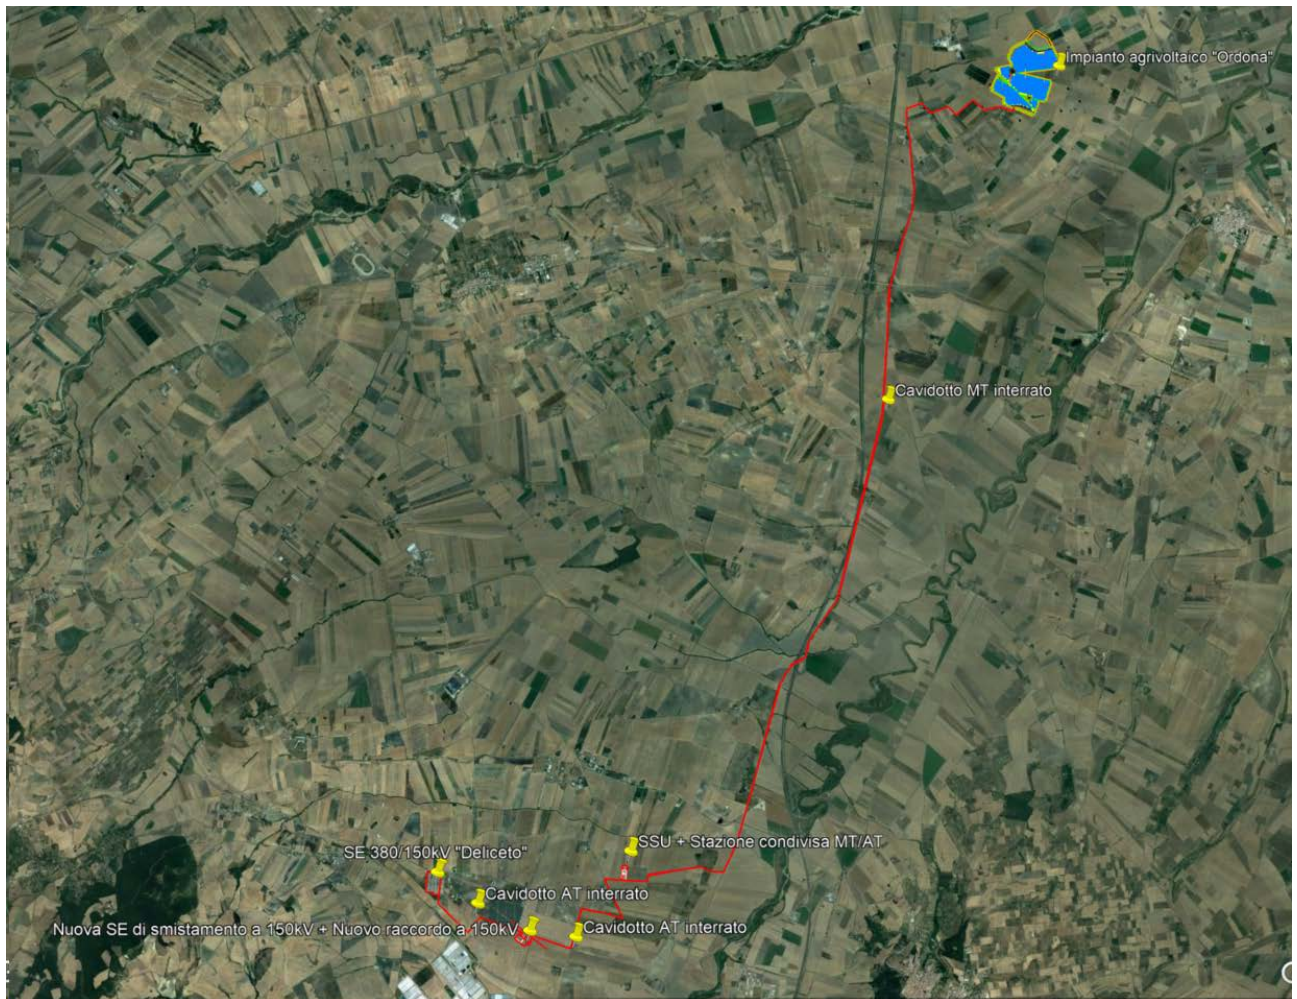 Impianto agrivoltaico "Ordona"
Cavidotto MT interrato
SSU + Stazione condivisa MT/AT
SE 380/150kV "Deliceto"
Cavidotto AT interrato
Nuova SE di smistamento a 150kV + Nuovo raccordo a 150kV
Cavidotto AT interrato